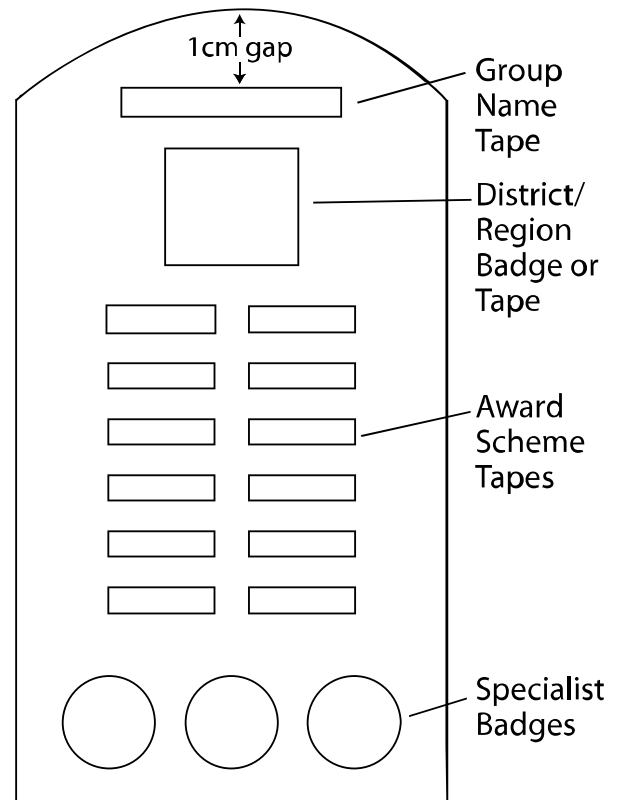 1cm gap
Group
Name
Tape
District/
Region
Badge or
Tape
Award
Scheme
Tapes
Specialist
Badges